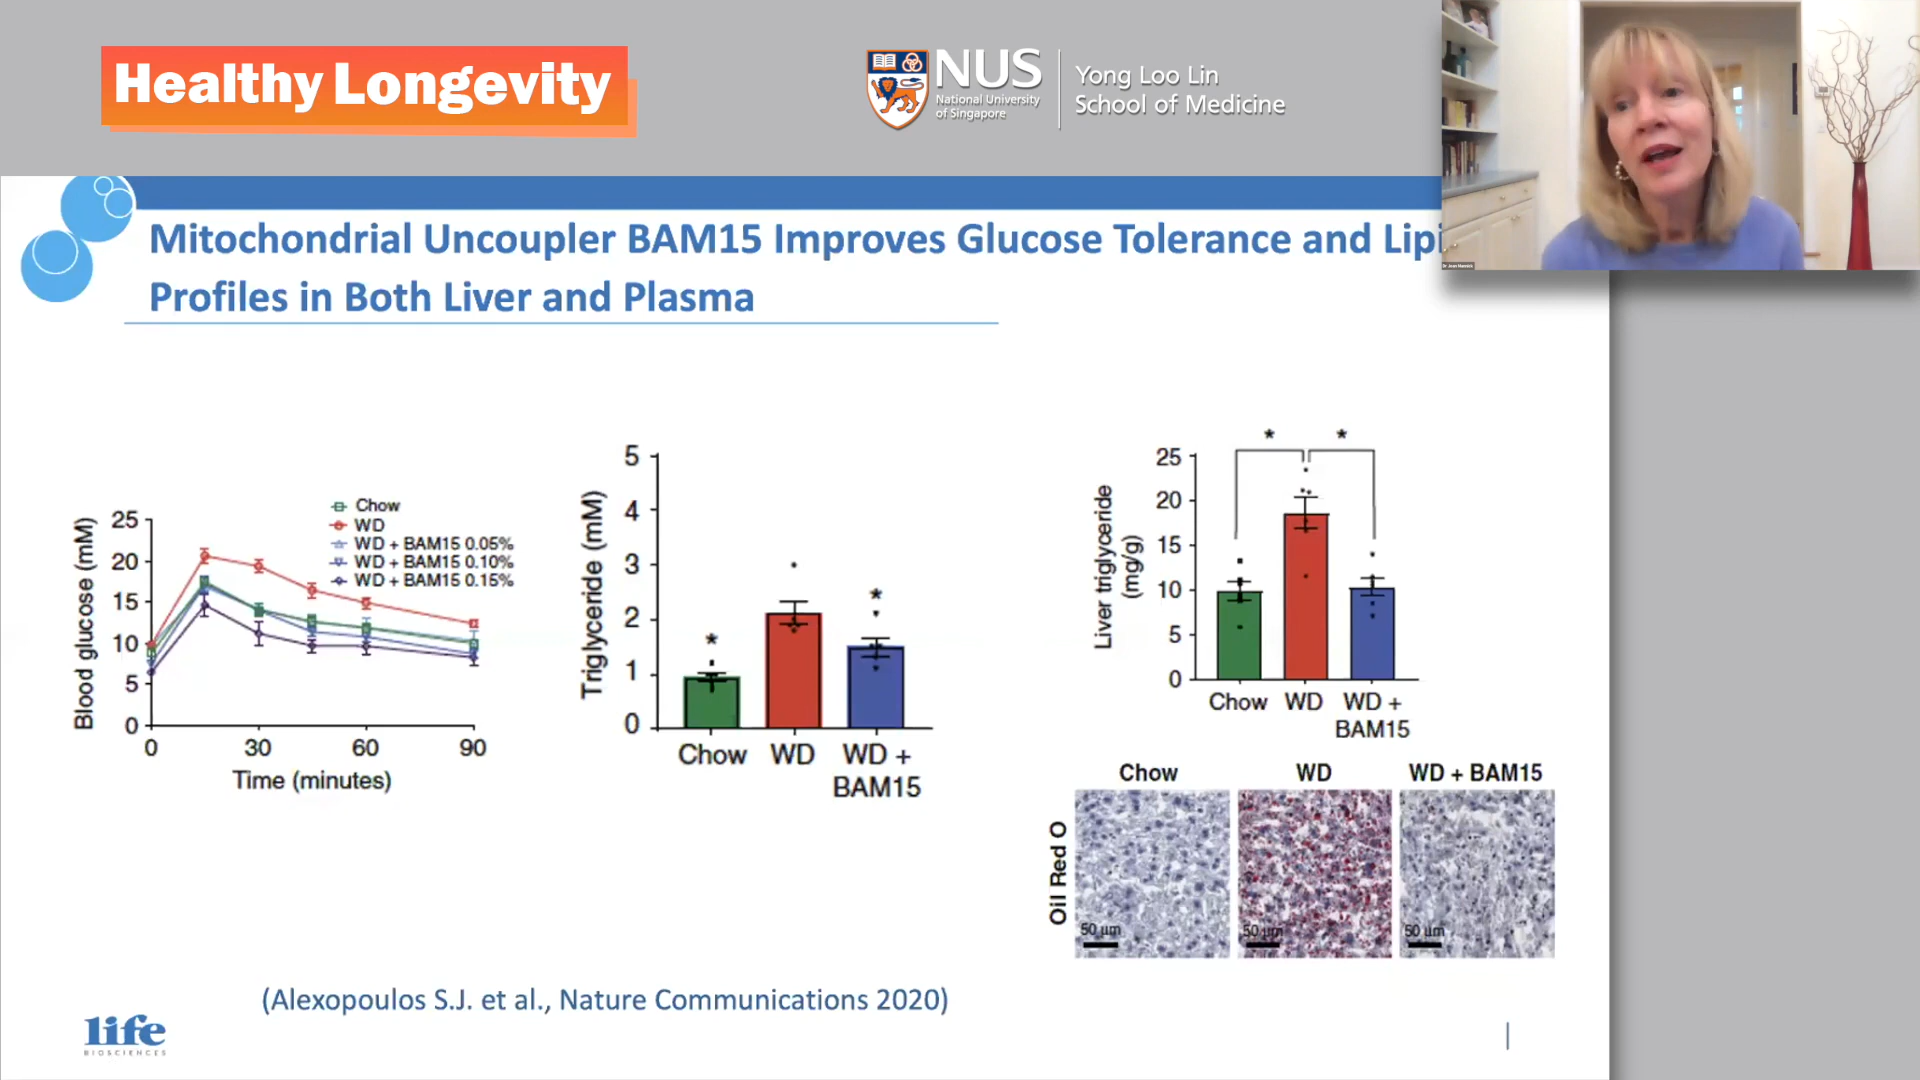 Healthy Longevity
NUS
National University
of Singapore
Yong Loo Lin
School of Medicine
Dr Joan Mannick
Mitochondrial Uncoupler BAM15 Improves Glucose Tolerance and Lipi
Profiles in Both Liver and Plasma
Blood glucose (mM)
25
20
15
10
5
0
0 30 60 90
Time (minutes)
Chow
WD
WD + BAM15 0.05%
WD + BAM15 0.10%
WD + BAM15 0.15%
Triglyceride (mM)
5
4
3
2
1
0
*
*
Chow WD WD +
BAM15
Liver triglyceride
(mg/g)
25
20
15
10
5
0
* *
Chow WD WD +
BAM15
Chow WD WD + BAM15
Oil Red O
50 µm 50 µm 50 µm
(Alexopoulos S.J. et al., Nature Communications 2020)
life
BIOSCIENCES